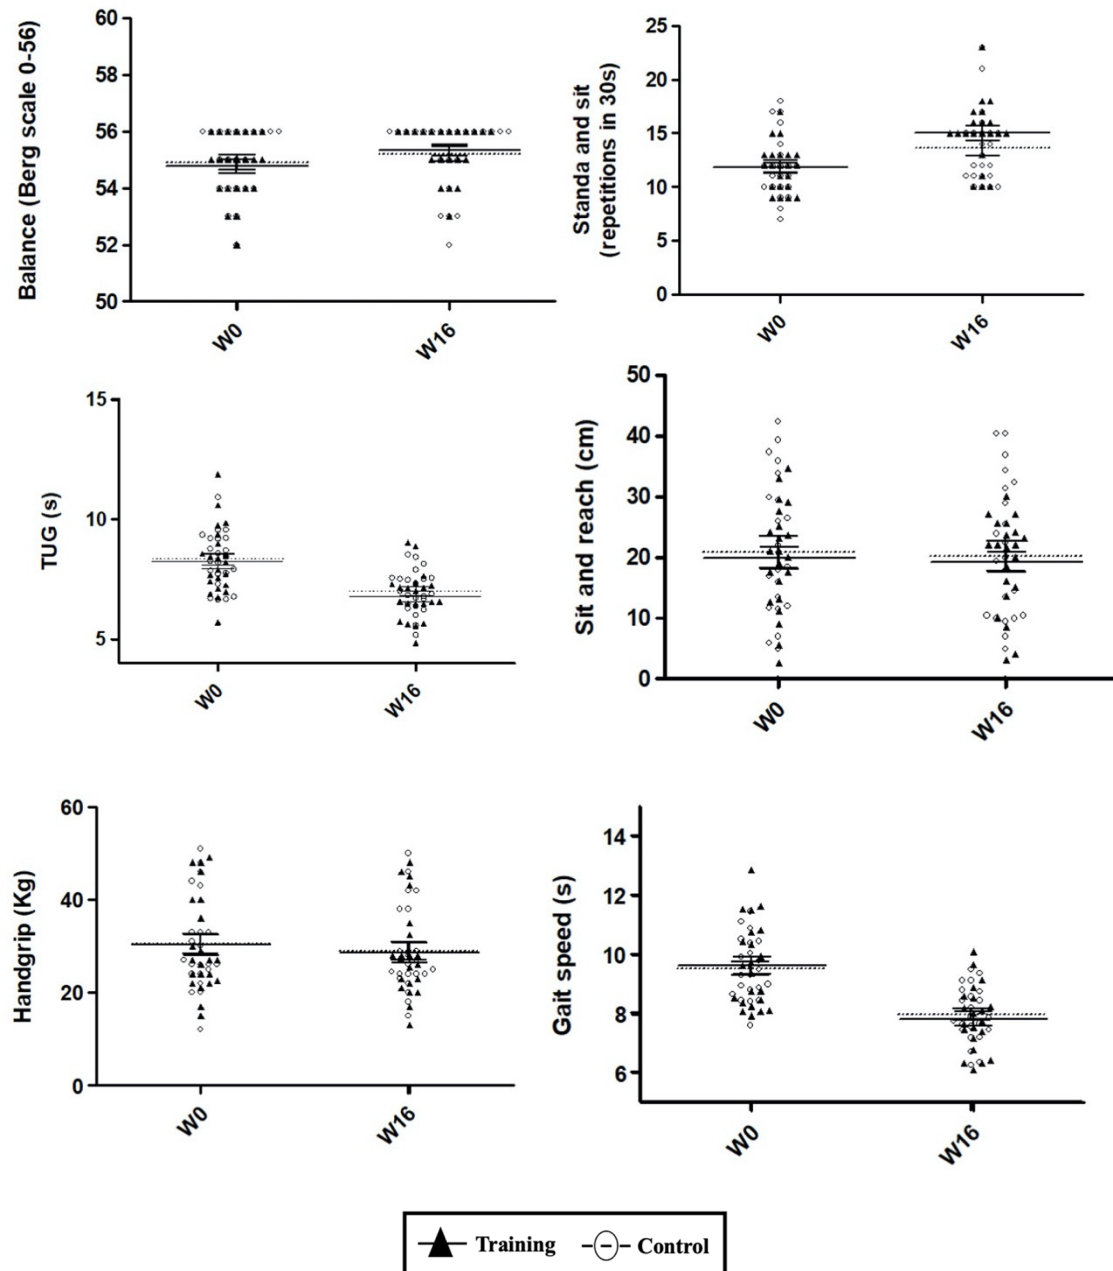 Balance (Berg scale 0-56)
60
58
56
54
52
50
W0
W16
Standa and sit
(repetitions in 30s)
25
20
15
10
5
0
W0
W16
TUG (s)
15
10
5
W0
W16
Sit and reach (cm)
50
40
30
20
10
0
W0
W16
Handgrip (Kg)
60
40
20
0
W0
W16
Gait speed (s)
14
12
10
8
6
W0
W16
Training
Control